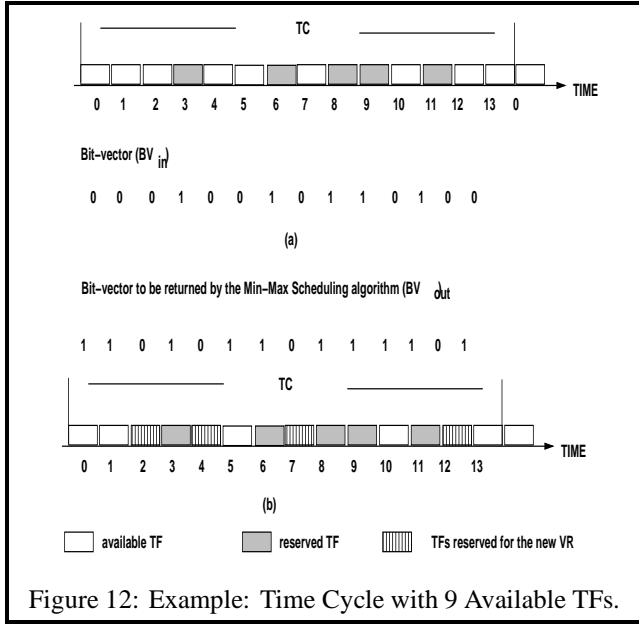 TC
TIME
0 1 2 3 4 5 6 7 8 9 10 11 12 13 0
Bit–vector (BV in)
0 0 0 1 0 0 1 0 1 1 0 1 0 0
(a)
Bit–vector to be returned by the Min–Max Scheduling algorithm (BV out)
1 1 0 1 0 1 1 0 1 1 1 1 0 1
TC
TIME
0 1 2 3 4 5 6 7 8 9 10 11 12 13
(b)
available TF reserved TF TFs reserved for the new VR
Figure 12: Example: Time Cycle with 9 Available TFs.